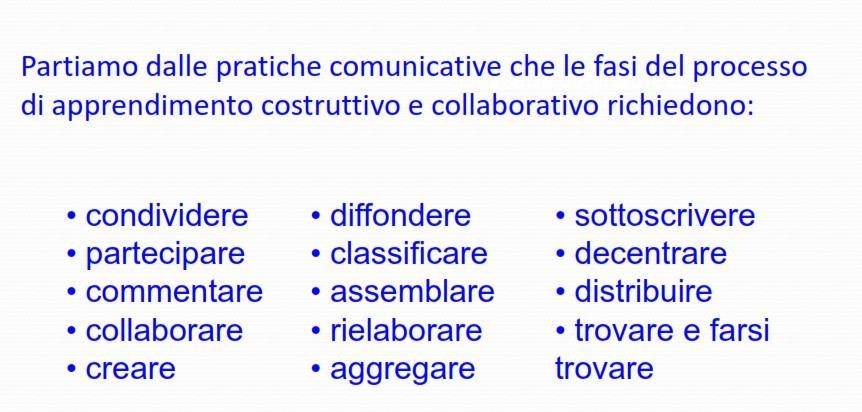 Partiamo dalle pratiche comunicative che le fasi del processo
di apprendimento costruttivo e collaborativo richiedono:
• condividere
• partecipare
• commentare
• collaborare
• creare
• diffondere
• classificare
• assemblare
• rielaborare
• aggregare
• sottoscrivere
• decentrare
• distribuire
• trovare e farsi
trovare